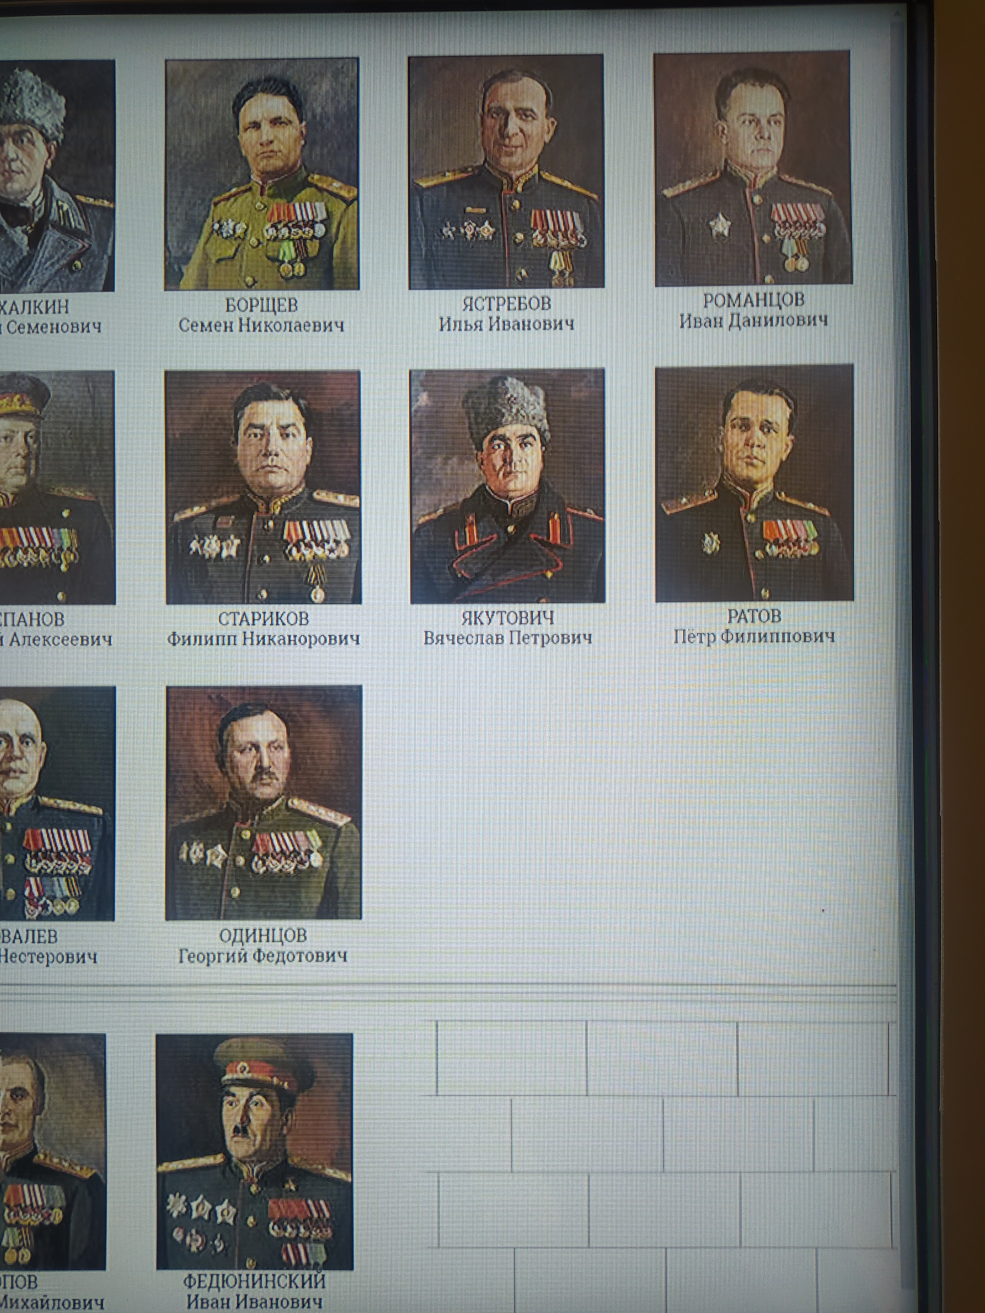 ХАЛКИН
Семенович
БОРЩЕВ
Семен Николаевич
ЯСТРЕБОВ
Илья Иванович
РОМАНЦОВ
Иван Данилович
ПАНОВ
й Алексеевич
СТАРИКОВ
Филипп Никанорович
ЯКУТОВИЧ
Вячеслав Петрович
РАТОВ
Пётр Филиппович
ВАЛЕВ
Нестерович
ОДИНЦОВ
Георгий Федотович
ПОВ
Михайлович
ФЕДЮНИНСКИЙ
Иван Иванович